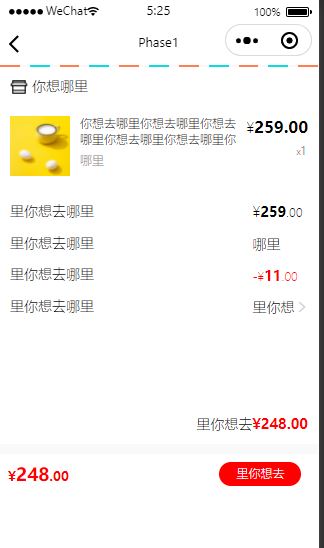 WeChat 5:25 100%
Phase1
你想哪里
你想去哪里你想去哪里你想去 ¥259.00
哪里你想去哪里你想去哪里你 x1
哪里
里你想去哪里 ¥259.00
里你想去哪里 哪里
里你想去哪里 -¥11.00
里你想去哪里 里你想
里你想去¥248.00
¥248.00 里你想去